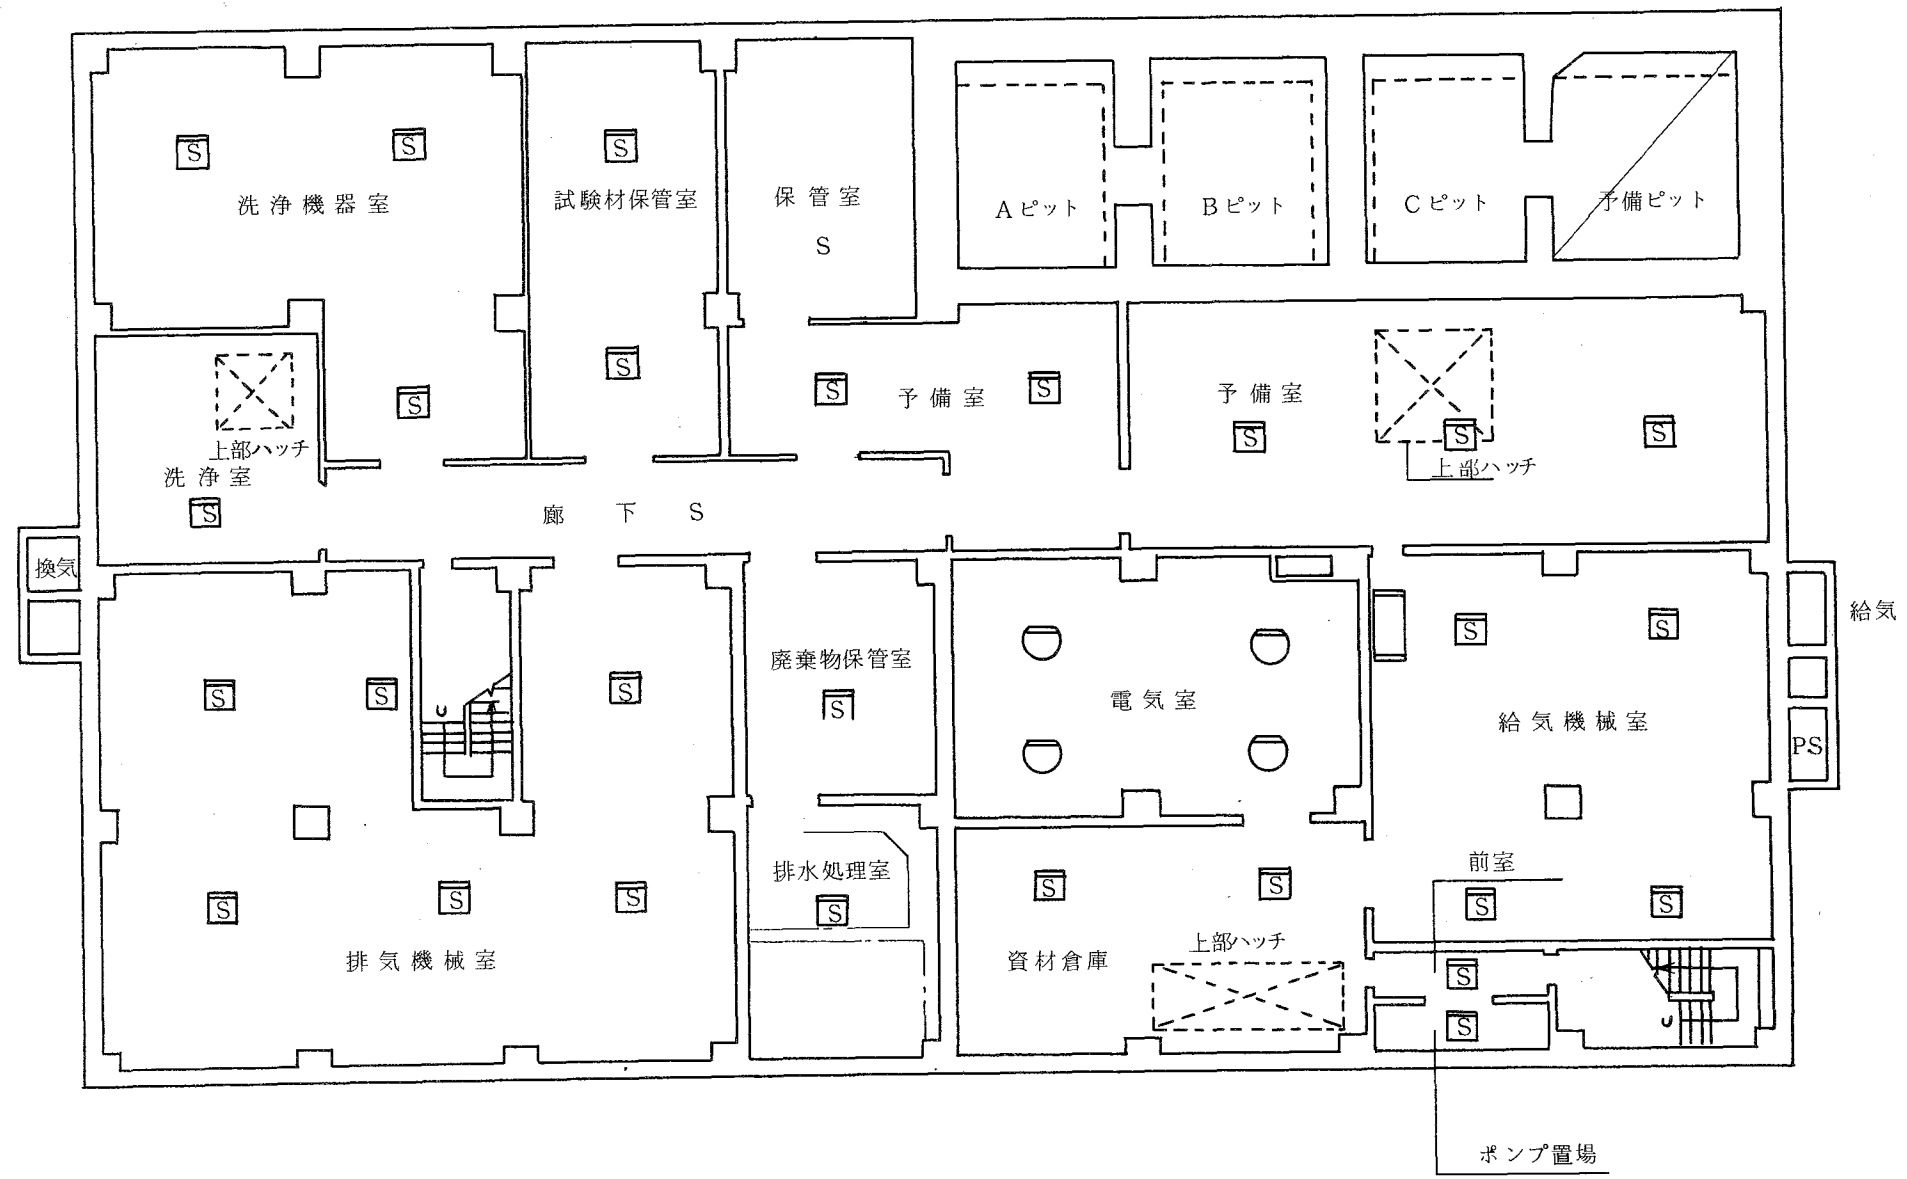 S
S
S
洗浄機器室
試験材保管室
保管室
S
Aピット
Bピット
Cピット
予備ピット
S
S
S
S
予備室
予備室
S
S
S
上部ハッチ
上部ハッチ
洗浄室
S
廊下 S
換気
給気
S
S
S
S
S
廃棄物保管室
S
U
電気室
給気機械室
PS
前室
排水処理室
S
S
S
S
S
S
S
S
排気機械室
資材倉庫
上部ハッチ
S
S
U
ポンプ置場